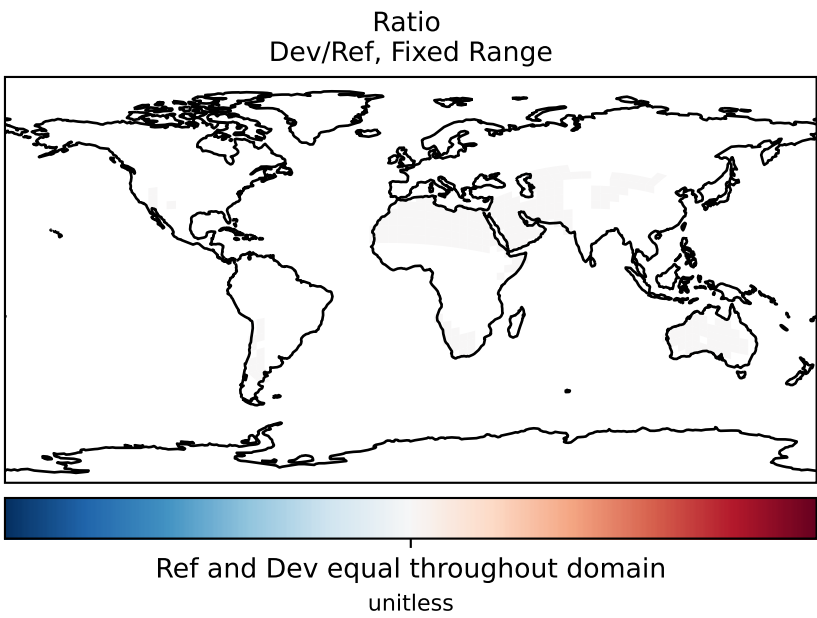 Ratio
Dev/Ref, Fixed Range
Ref and Dev equal throughout domain
unitless